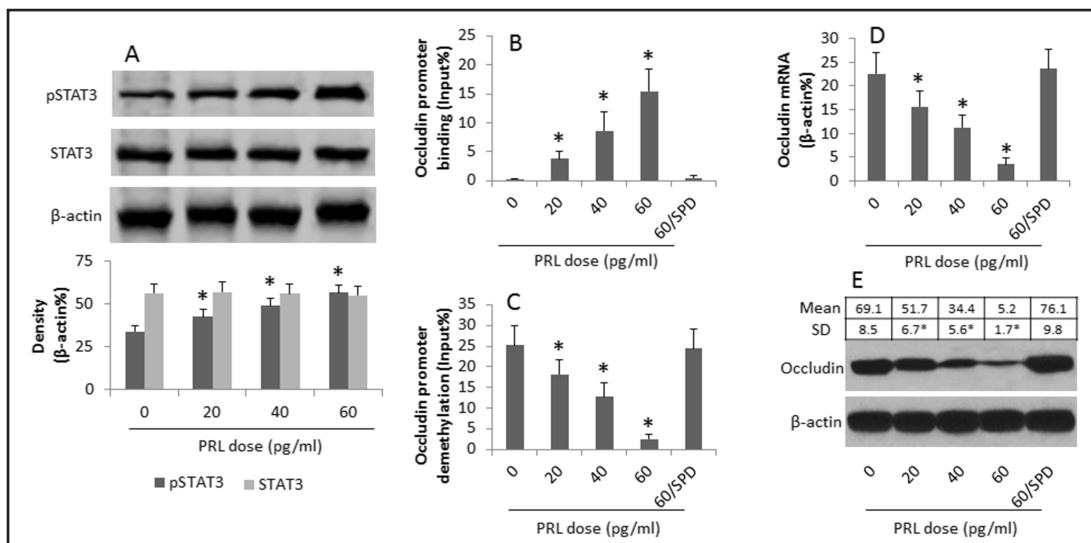 A
pSTAT3
STAT3
β-actin
Density
(β-actin%)
75
50
25
0
0 20 40 60
PRL dose (pg/ml)
pSTAT3 STAT3
* * *
B
Occludin promoter
binding (Input%)
25
20
15
10
5
0
* * *
0 20 40 60 60/SPD
PRL dose (pg/ml)
C
Occludin promoter
demethylation (Input%)
35
30
25
20
15
10
5
0
* * *
0 20 40 60 60/SPD
PRL dose (pg/ml)
D
Occludin mRNA
(β-actin%)
30
25
20
15
10
5
0
* * *
0 20 40 60 60/SPD
PRL dose (pg/ml)
E
Mean 69.1 51.7 34.4 5.2 76.1
SD 8.5 6.7* 5.6* 1.7* 9.8
Occludin
β-actin
0 20 40 60 60/SPD
PRL dose (pg/ml)